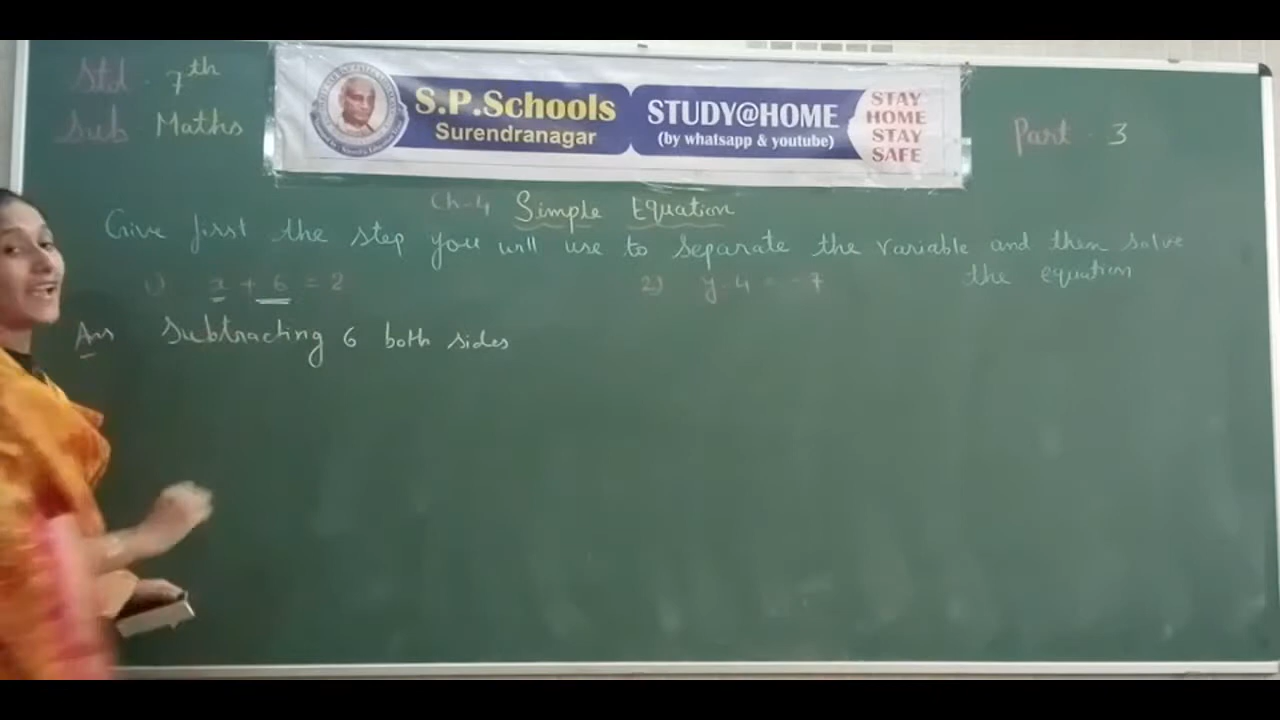 Std - 7th
Sub Maths
S.P.Schools
Surendranagar
STUDY@HOME
(by whatsapp & youtube)
STAY
HOME
STAY
SAFE
Part - 3
Ch-4 Simple Equation
Give first the step you will use to separate the variable and then solve
the equation
1) x + 6 = 2
2) y - 4 = -7
Ans Subtracting 6 both sides